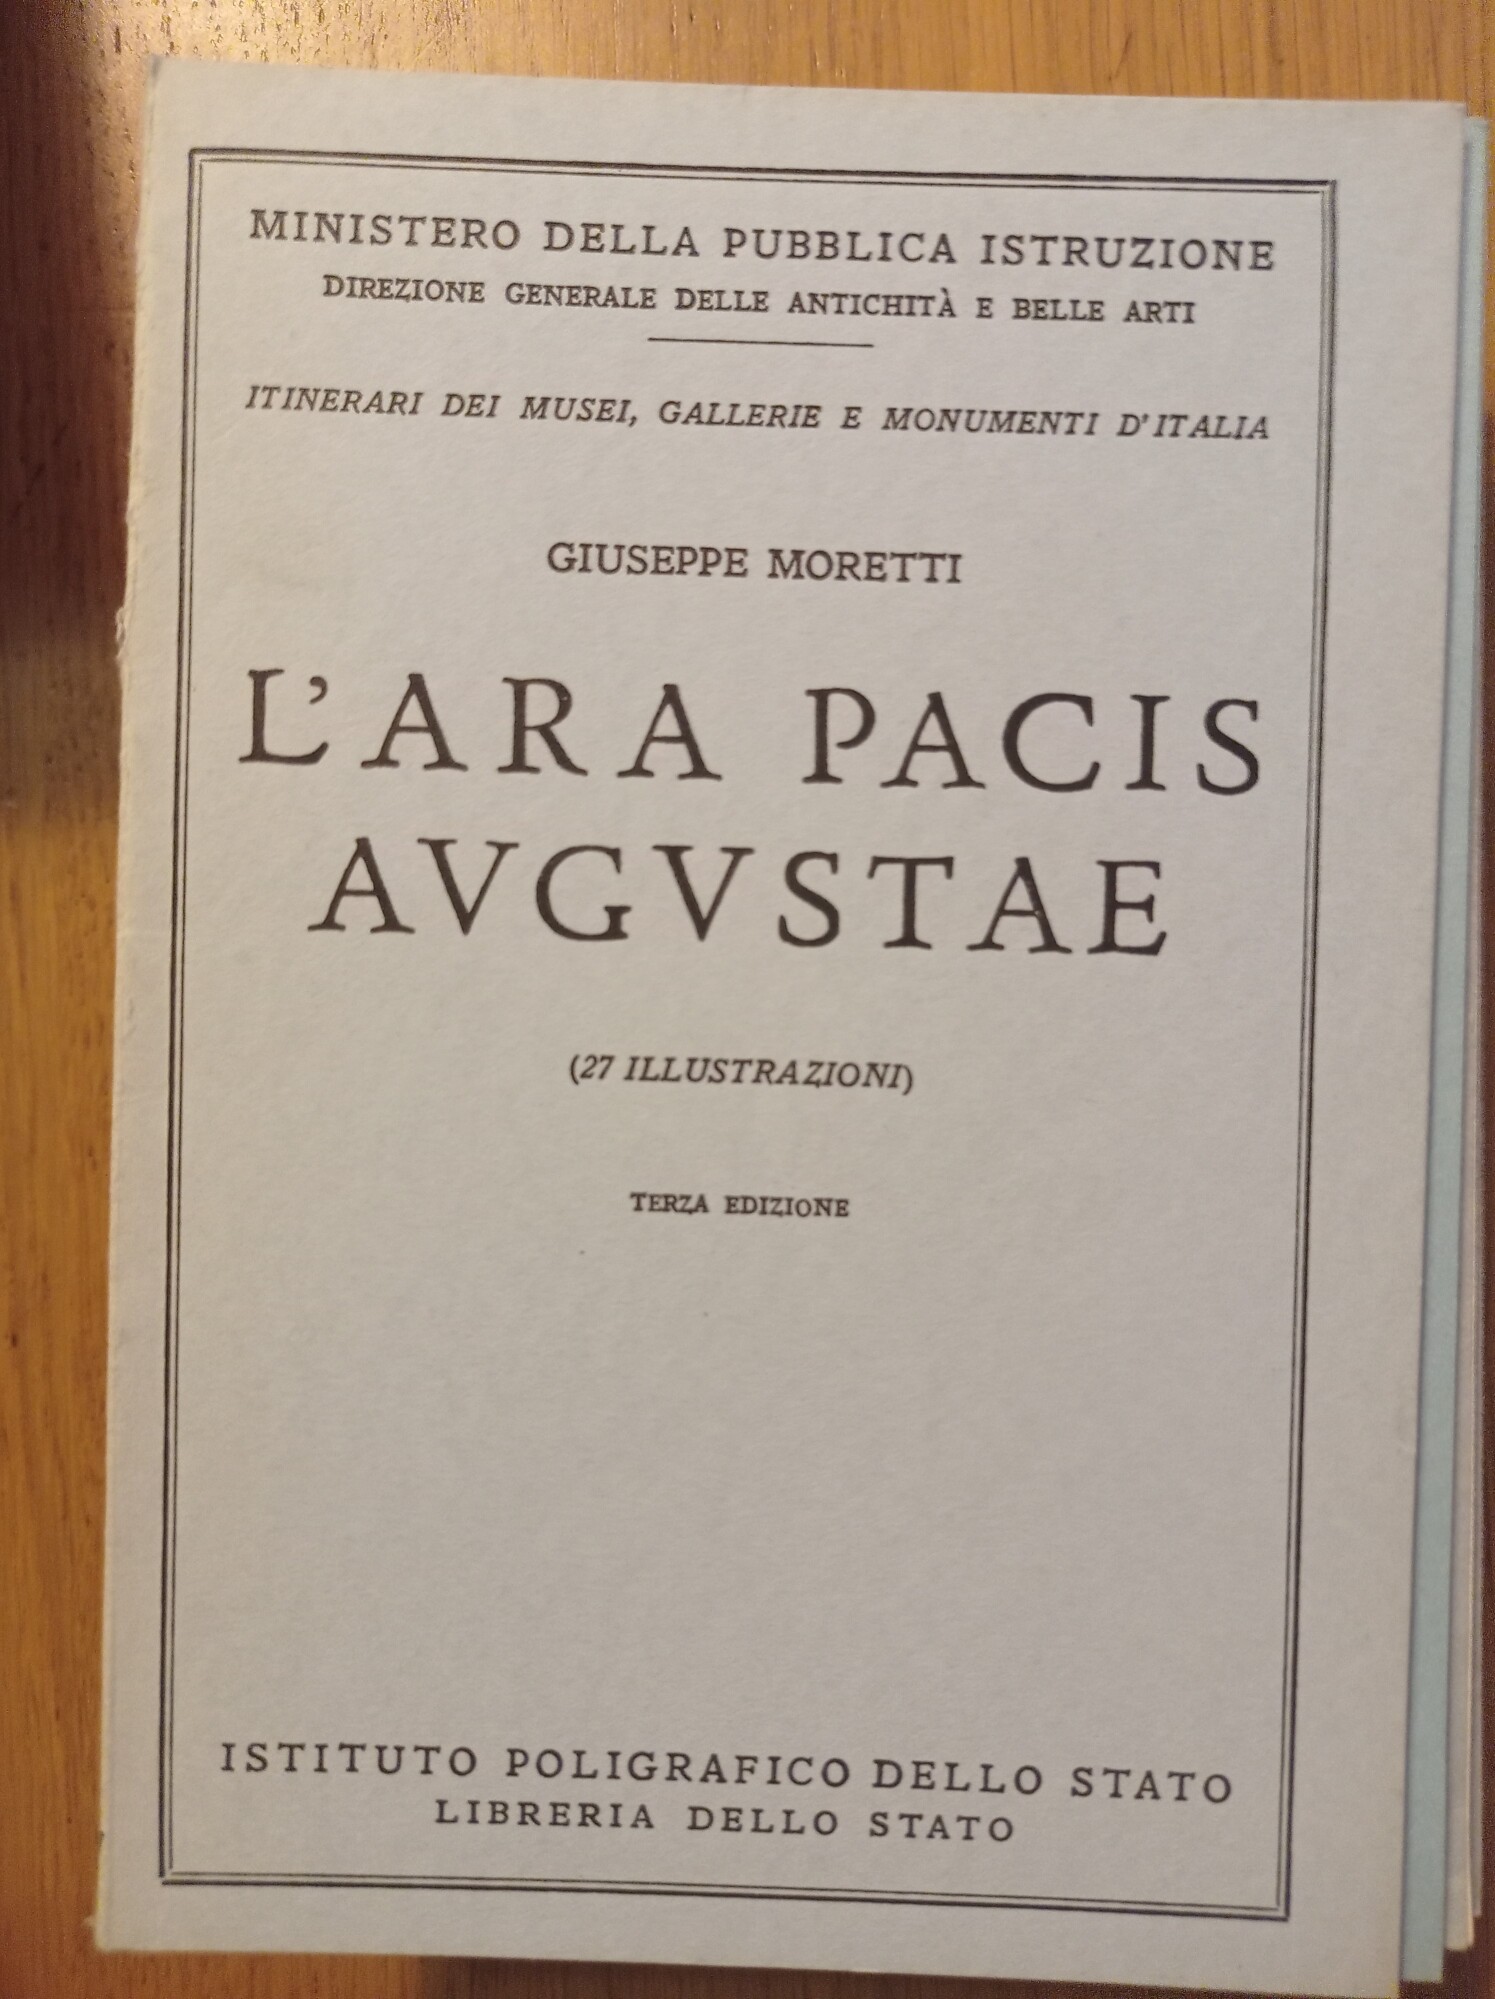 MINISTERO DELLA PUBBLICA ISTRUZIONE
DIREZIONE GENERALE DELLE ANTICHITÀ E BELLE ARTI
ITINERARI DEI MUSEI, GALLERIE E MONUMENTI D'ITALIA
GIUSEPPE MORETTI
L'ARA PACIS
AVGVSTAE
(27 ILLUSTRAZIONI)
TERZA EDIZIONE
ISTITUTO POLIGRAFICO DELLO STATO
LIBRERIA DELLO STATO